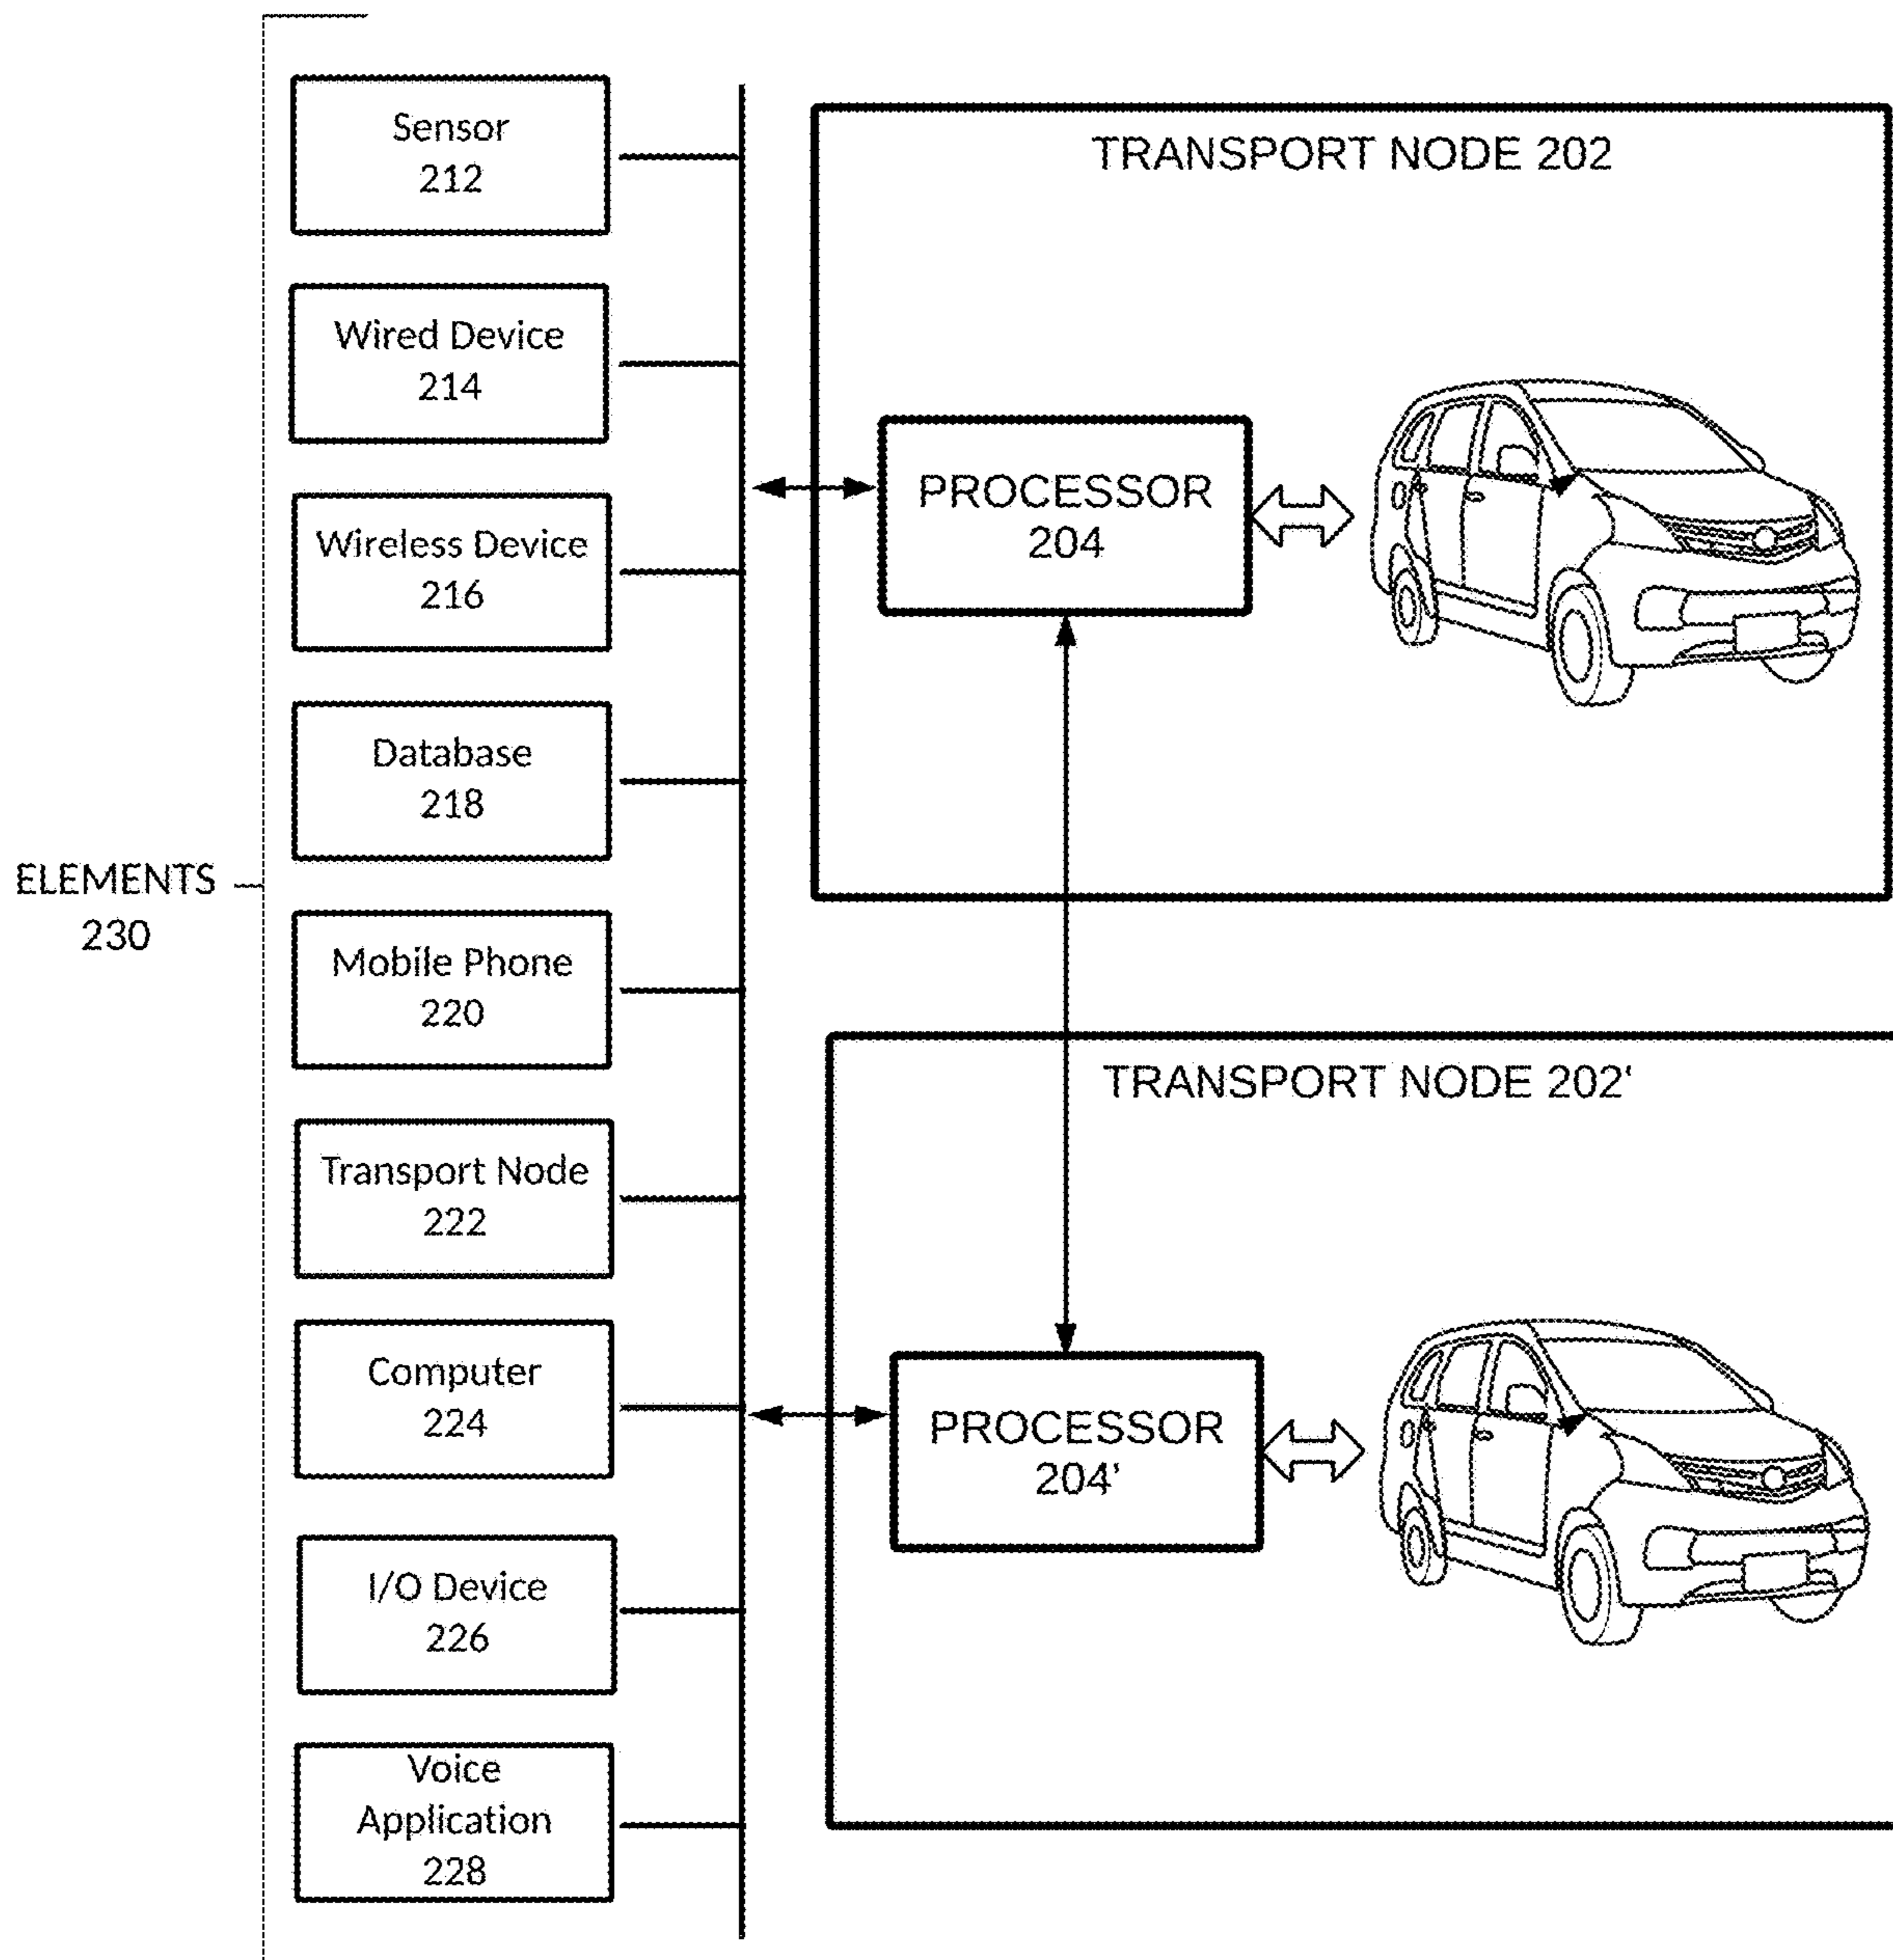 Sensor
212
Wired Device
214
Wireless Device
216
Database
218
ELEMENTS
230
Mobile Phone
220
Transport Node
222
Computer
224
I/O Device
226
Voice
Application
228
TRANSPORT NODE 202
PROCESSOR
204
TRANSPORT NODE 202'
PROCESSOR
204’